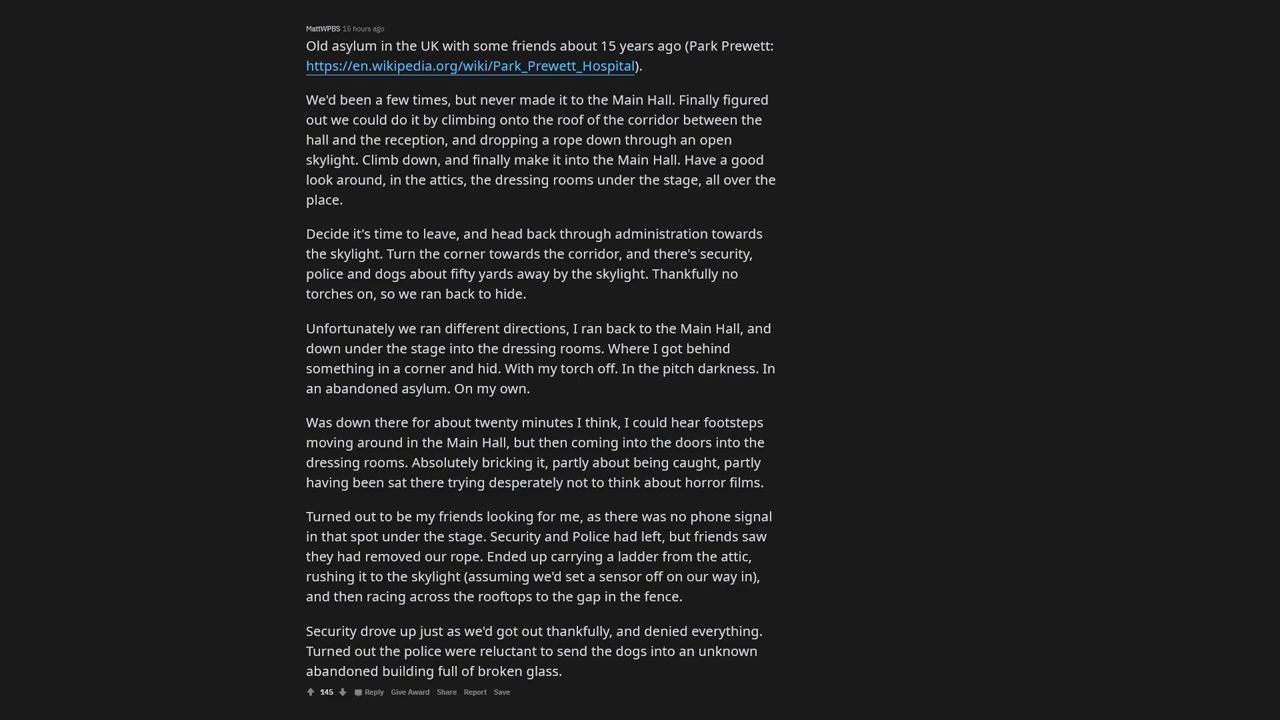 MattWPBS 15 hours ago
Old asylum in the UK with some friends about 15 years ago (Park Prewett:
https://en.wikipedia.org/wiki/Park_Prewett_Hospital).
We'd been a few times, but never made it to the Main Hall. Finally figured
out we could do it by climbing onto the roof of the corridor between the
hall and the reception, and dropping a rope down through an open
skylight. Climb down, and finally make it into the Main Hall. Have a good
look around, in the attics, the dressing rooms under the stage, all over the
place.
Decide it's time to leave, and head back through administration towards
the skylight. Turn the corner towards the corridor, and there's security,
police and dogs about fifty yards away by the skylight. Thankfully no
torches on, so we ran back to hide.
Unfortunately we ran different directions, I ran back to the Main Hall, and
down under the stage into the dressing rooms. Where I got behind
something in a corner and hid. With my torch off. In the pitch darkness. In
an abandoned asylum. On my own.
Was down there for about twenty minutes I think, I could hear footsteps
moving around in the Main Hall, but then coming into the doors into the
dressing rooms. Absolutely bricking it, partly about being caught, partly
having been sat there trying desperately not to think about horror films.
Turned out to be my friends looking for me, as there was no phone signal
in that spot under the stage. Security and Police had left, but friends saw
they had removed our rope. Ended up carrying a ladder from the attic,
rushing it to the skylight (assuming we'd set a sensor off on our way in),
and then racing across the rooftops to the gap in the fence.
Security drove up just as we'd got out thankfully, and denied everything.
Turned out the police were reluctant to send the dogs into an unknown
abandoned building full of broken glass.
145 Reply Give Award Share Report Save